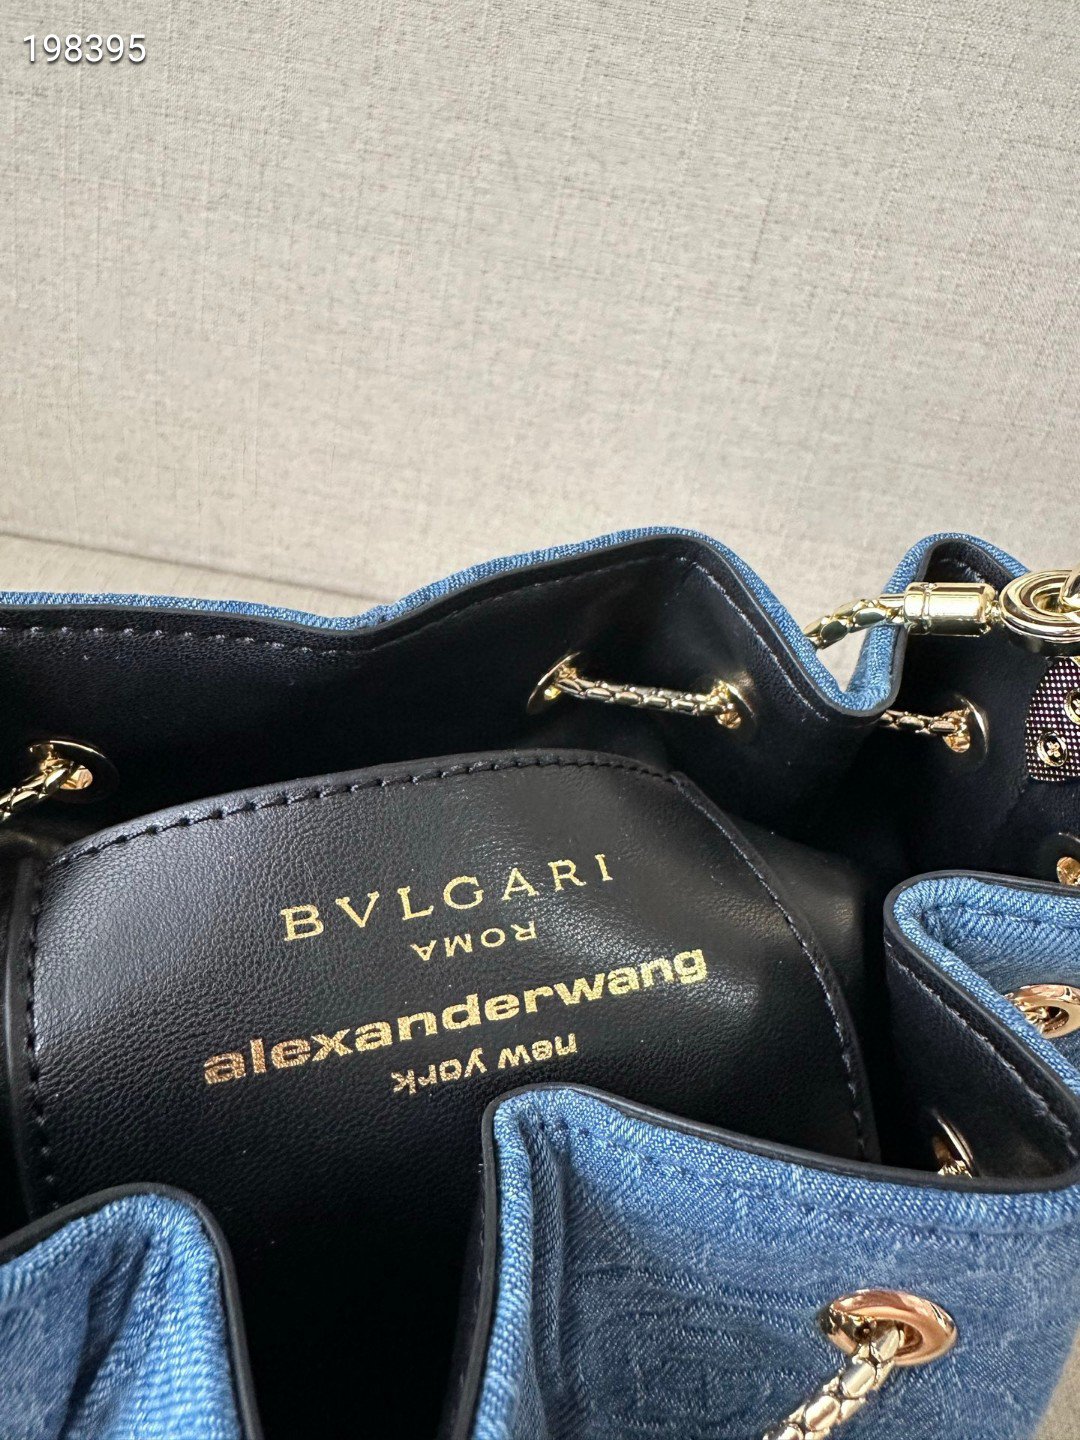 198395
BVLGARI
ROMA
alexanderwang
new york